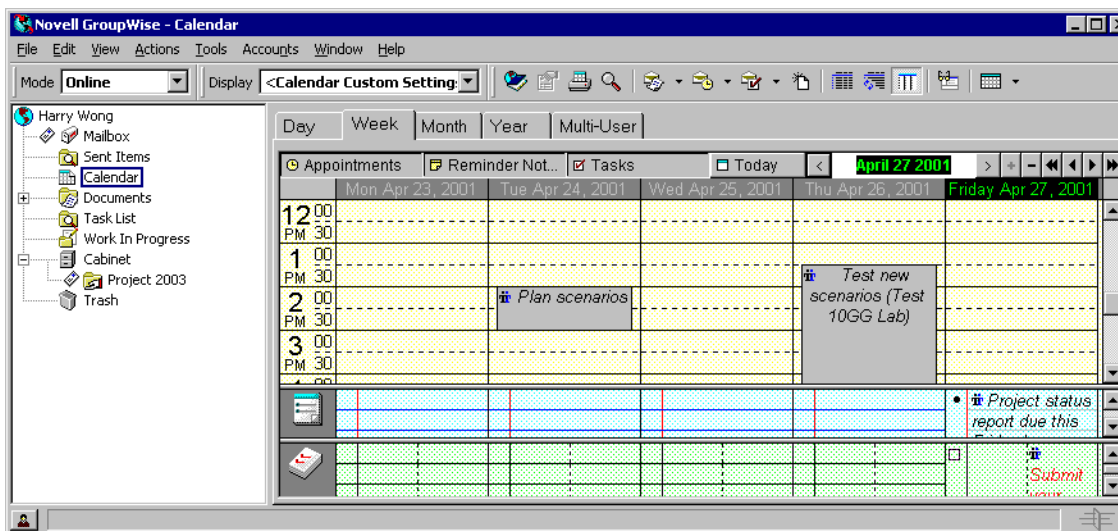 Novell GroupWise - Calendar
File Edit View Actions Tools Accounts Window Help
Mode Online Display <Calendar Custom Setting:
Harry Wong
Mailbox
Sent Items
Calendar
Documents
Task List
Work In Progress
Cabinet
Project 2003
Trash
Day Week Month Year Multi-User
Appointments Reminder Not... Tasks Today < April 27 2001 > + -
Mon Apr 23, 2001 Tue Apr 24, 2001 Wed Apr 25, 2001 Thu Apr 26, 2001 Friday Apr 27, 2001
12 00
PM 30
1 00
PM 30
2 00
PM 30
3 00
PM 30
Plan scenarios
Test new
scenarios (Test
10GG Lab)
Project status
report due this
Submit